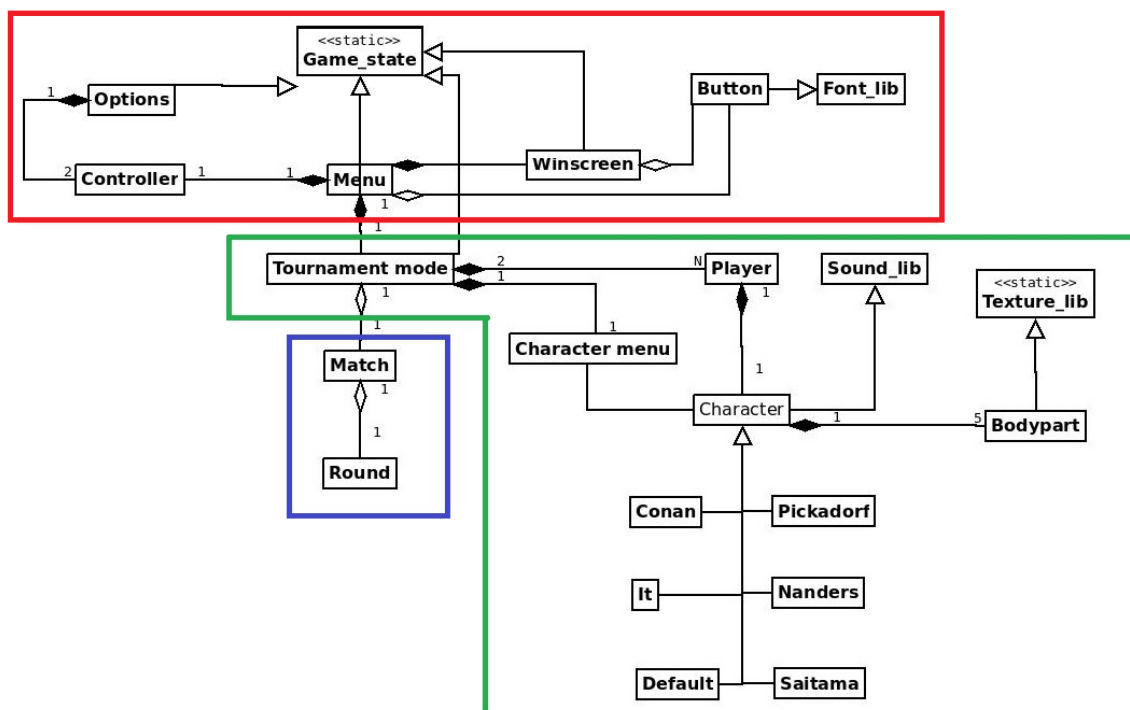 <<static>>
Game_state
1
Options
Button
Font_lib
2
Controller
1
1
Menu
Winscreen
1
1
Tournament mode
2
N
Player
Sound_lib
1
1
1
<<static>>
Texture_lib
1
1
Character menu
Match
1
1
Character
1
5
Bodypart
1
Round
Conan
Pickadorf
It
Nanders
Default
Saitama